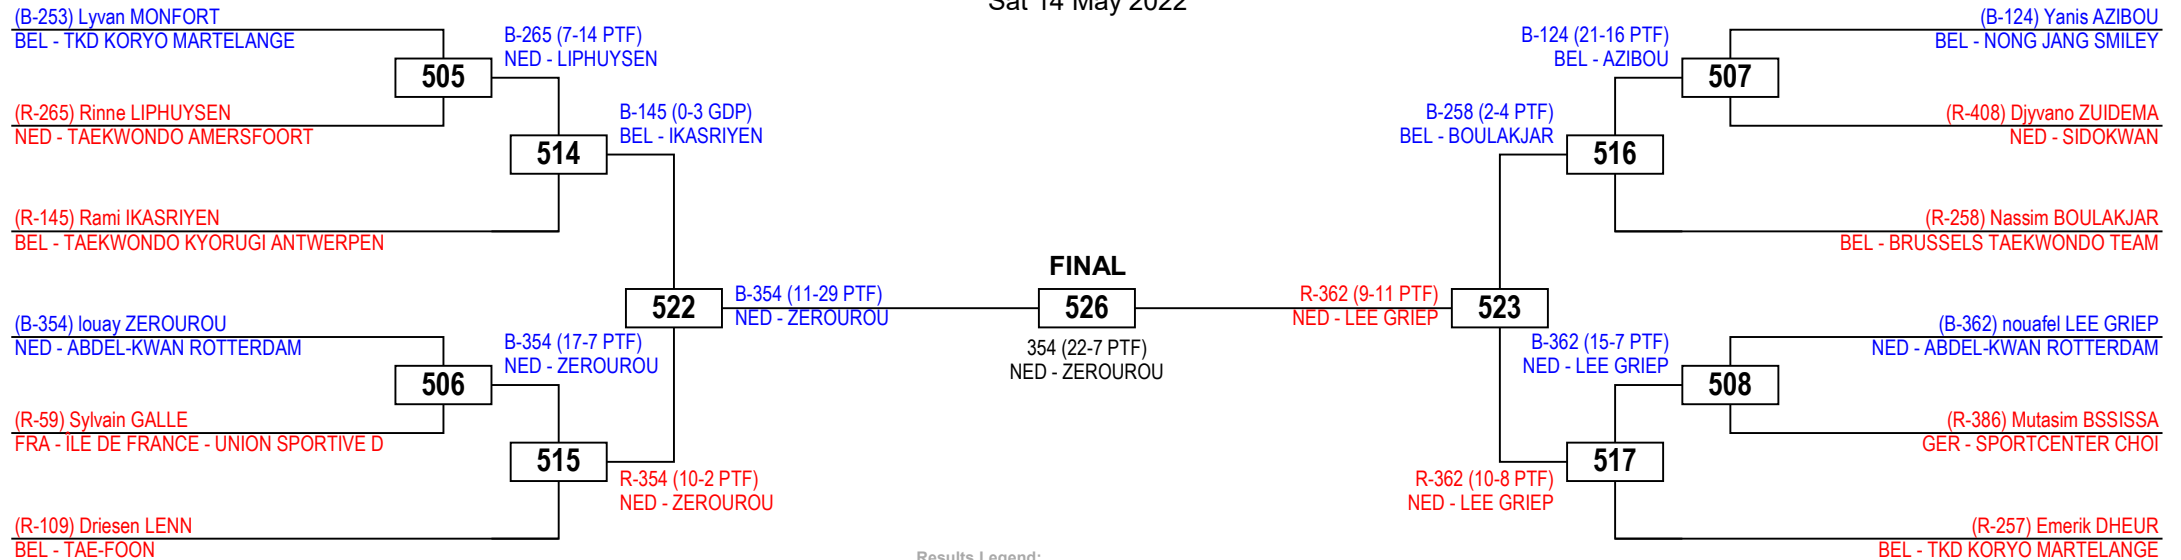 Sat 14 May 2022
(B-253) Lyvan MONFORT
BEL - TKD KORYO MARTELANGE
505
(R-265) Rinne LIPHUYSEN
NED - TAEKWONDO AMERSFOORT
B-265 (7-14 PTF)
NED - LIPHUYSEN
514
(R-145) Rami IKASRIYEN
BEL - TAEKWONDO KYORUGI ANTWERPEN
B-145 (0-3 GDP)
BEL - IKASRIYEN
522
(B-354) louay ZEROUROU
NED - ABDEL-KWAN ROTTERDAM
506
(R-59) Sylvain GALLE
FRA - ÎLE DE FRANCE - UNION SPORTIVE D
B-354 (17-7 PTF)
NED - ZEROUROU
515
(R-109) Driesen LENN
BEL - TAE-FOON
R-354 (10-2 PTF)
NED - ZEROUROU
B-354 (11-29 PTF)
NED - ZEROUROU
FINAL
526
354 (22-7 PTF)
NED - ZEROUROU
R-362 (9-11 PTF)
NED - LEE GRIEP
523
B-258 (2-4 PTF)
BEL - BOULAKJAR
516
B-124 (21-16 PTF)
BEL - AZIBOU
507
(B-124) Yanis AZIBOU
BEL - NONG JANG SMILEY
(R-408) Djyvano ZUIDEMA
NED - SIDOKWAN
(R-258) Nassim BOULAKJAR
BEL - BRUSSELS TAEKWONDO TEAM
B-362 (15-7 PTF)
NED - LEE GRIEP
508
(B-362) nouafel LEE GRIEP
NED - ABDEL-KWAN ROTTERDAM
(R-386) Mutasim BSSISSA
GER - SPORTCENTER CHOI
517
R-362 (10-8 PTF)
NED - LEE GRIEP
(R-257) Emerik DHEUR
BEL - TKD KORYO MARTELANGE
Results Legend: